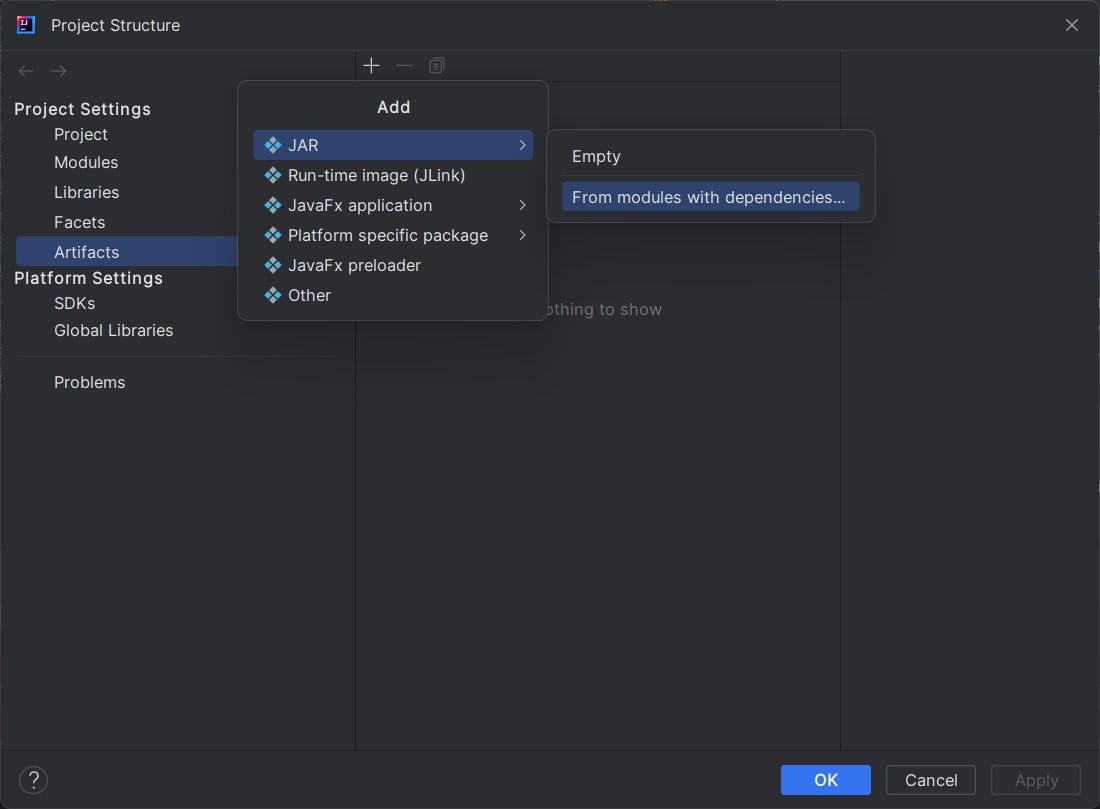 Project Structure
Project Settings
Project
Modules
Libraries
Facets
Artifacts
Platform Settings
SDKs
Global Libraries
Problems
Add
JAR
Run-time image (JLink)
JavaFx application
Platform specific package
JavaFx preloader
Other
Empty
From modules with dependencies...
othing to show
?
OK
Cancel
Apply